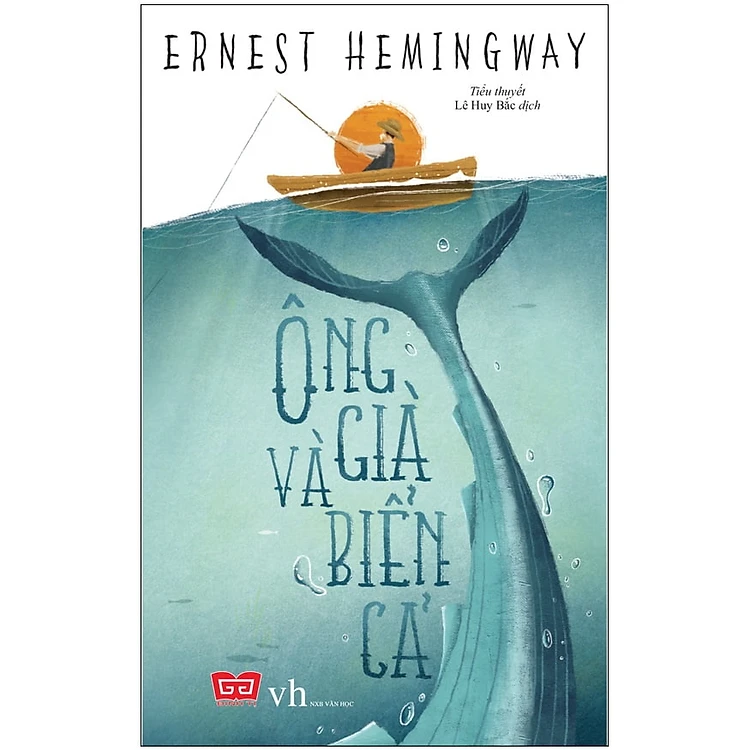 ERNEST HEMINGWAY
Tiểu thuyết
Lê Huy Bắc dịch
ÔNG
GIÀ
VÀ
BIỂN
CẢ
vh NXB VĂN HỌC